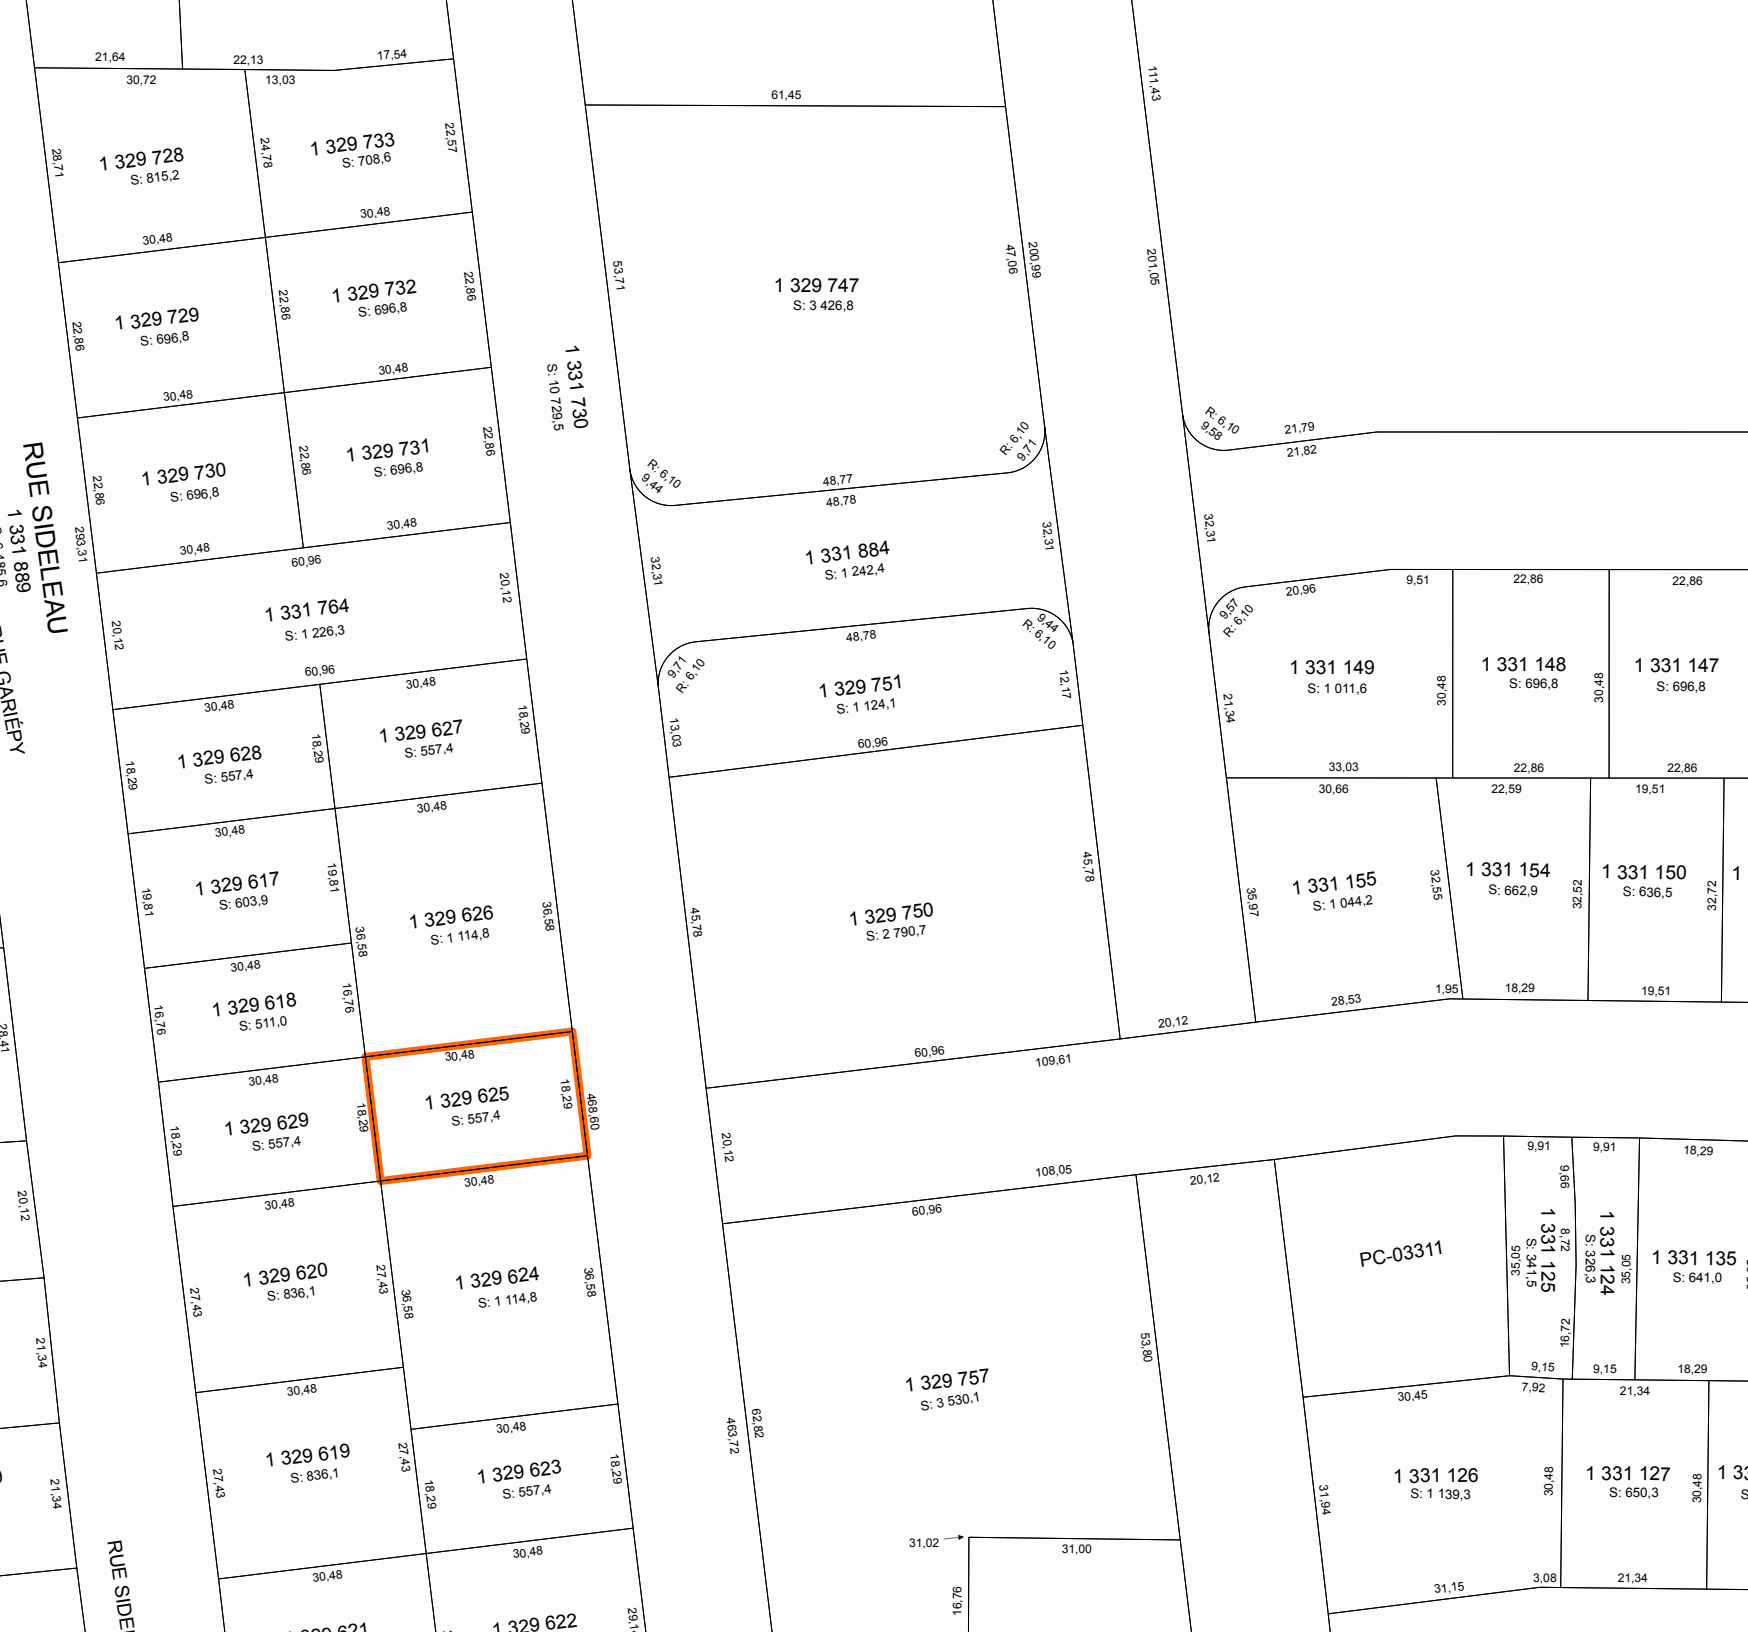 21,64
22,13
17,54
30,72
13,03
28,71
1 329 728
S: 815,2
24,78
1 329 733
S: 708,6
22,57
30,48
30,48
22,86
1 329 729
S: 696,8
22,86
1 329 732
S: 696,8
22,86
30,48
30,48
22,86
1 329 730
S: 696,8
22,86
1 329 731
S: 696,8
22,86
RUE SIDELEAU
1 331 889
293,31
30,48
30,48
60,96
20,12
1 331 764
S: 1 226,3
20,12
60,96
RUE GARIÉPY
30,48
30,48
18,29
1 329 628
S: 557,4
18,29
1 329 627
S: 557,4
18,29
30,48
30,48
19,81
1 329 617
S: 603,9
19,81
36,58
1 329 626
S: 1 114,8
36,58
30,48
16,76
1 329 618
S: 511,0
16,76
30,48
30,48
18,29
1 329 629
S: 557,4
18,29
1 329 625
S: 557,4
18,29
468,60
30,48
30,48
27,43
1 329 620
S: 836,1
27,43
36,58
1 329 624
S: 1 114,8
36,58
30,48
30,48
27,43
1 329 619
S: 836,1
27,43
18,29
1 329 623
S: 557,4
18,29
30,48
30,48
1 329 622
28,41
20,12
21,34
21,34
61,45
53,71
1 329 747
S: 3 426,8
47,06
200,99
1 331 730
S: 10 729,5
R: 6,10
9,44
R: 6,10
9,71
48,77
48,78
32,31
1 331 884
S: 1 242,4
32,31
9,71
R: 6,10
48,78
9,44
R: 6,10
13,03
1 329 751
S: 1 124,1
12,17
60,96
45,78
1 329 750
S: 2 790,7
45,78
60,96
20,12
109,61
20,12
108,05
20,12
60,96
463,72
62,82
1 329 757
S: 3 530,1
53,80
31,02
31,00
16,76
111,43
201,05
R: 6,10
9,58
21,79
21,82
32,31
9,57
R: 6,10
20,96
9,51
22,86
22,86
21,34
1 331 149
S: 1 011,6
30,48
1 331 148
S: 696,8
30,48
1 331 147
S: 696,8
33,03
22,86
22,86
30,66
22,59
19,51
35,97
1 331 155
S: 1 044,2
32,55
1 331 154
S: 662,9
32,52
1 331 150
S: 636,5
32,72
1
28,53
1,95
18,29
19,51
9,91
9,91
18,29
PC-03311
35,05
1 331 125
S: 341,5
9,66
8,72
16,72
1 331 124
S: 326,3
35,06
1 331 135
S: 641,0
9,15
9,15
18,29
30,45
7,92
21,34
31,94
1 331 126
S: 1 139,3
30,48
1 331 127
S: 650,3
30,48
31,15
3,08
21,34